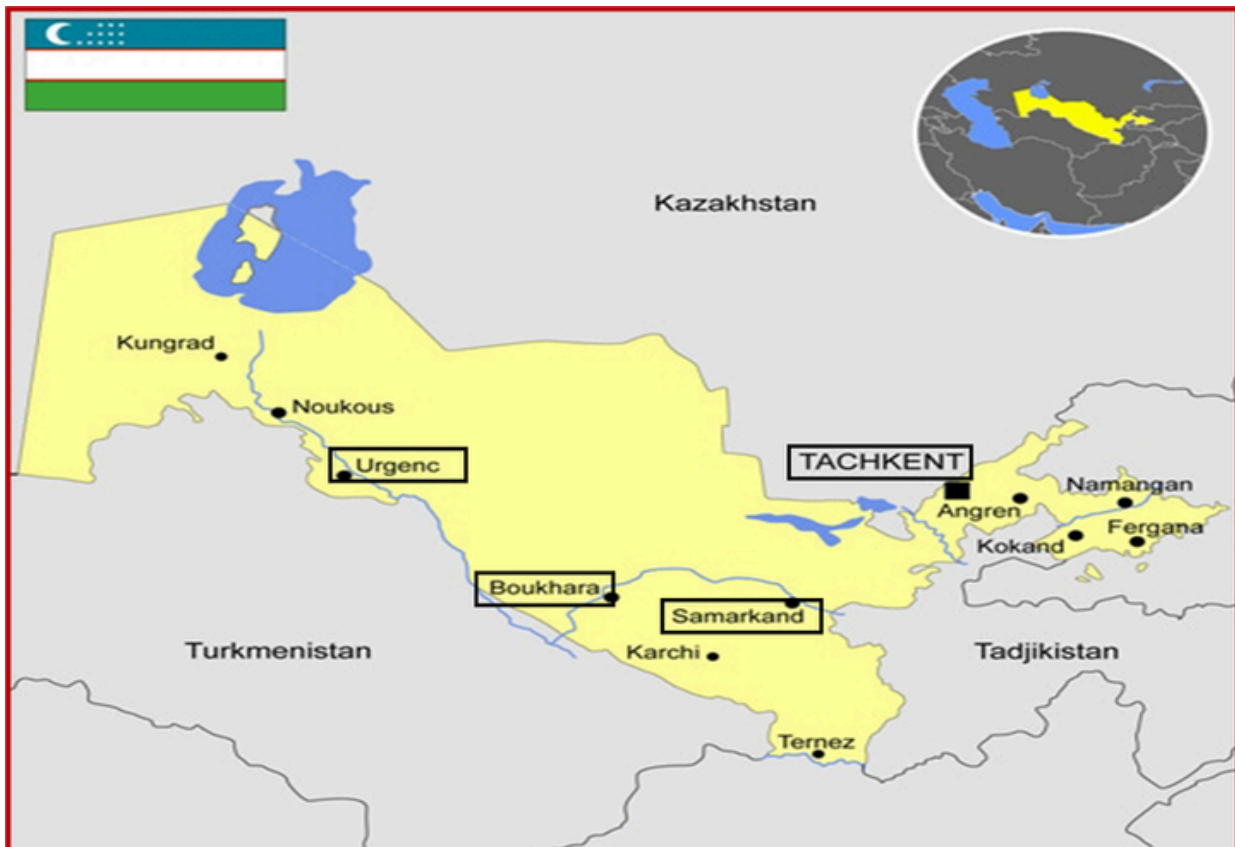 Kazakhstan
Kungrad
Noukous
Urgenc
TACHKENT
Namangan
Angren
Fergana
Kokand
Boukhara
Samarkand
Turkmenistan
Karchi
Tadjikistan
Ternez